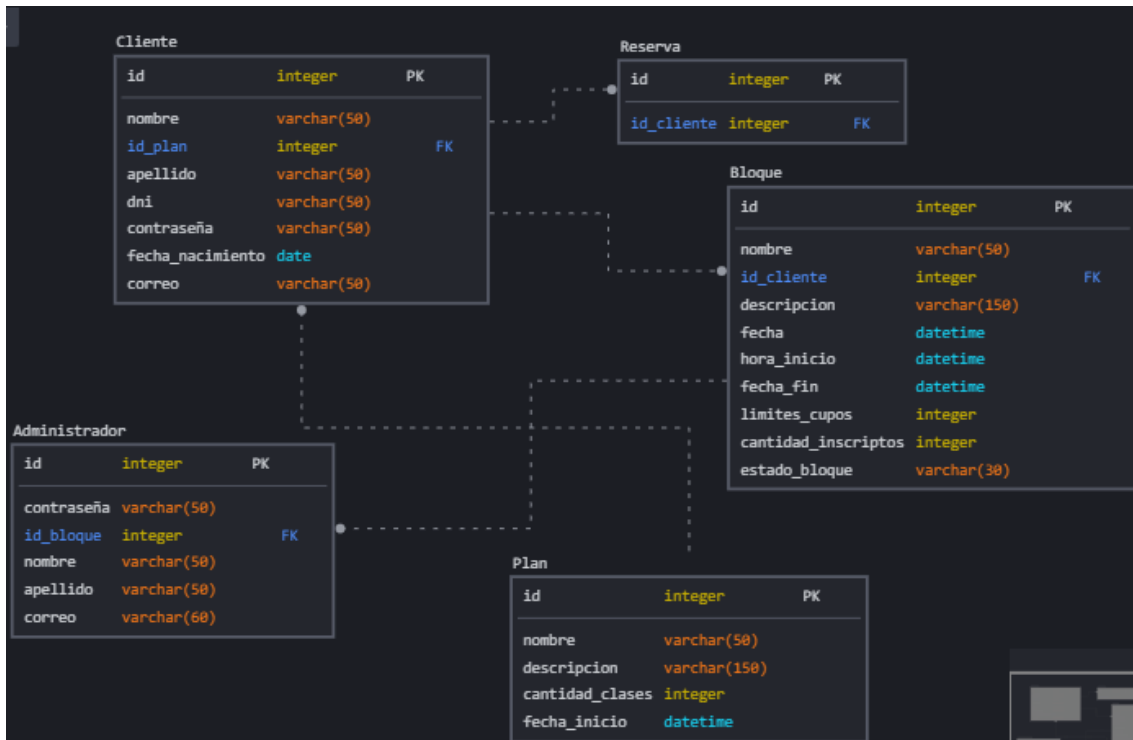 Cliente
id integer PK
nombre varchar(50)
id_plan integer FK
apellido varchar(50)
dni varchar(50)
contraseña varchar(50)
fecha_nacimiento date
correo varchar(50)
Reserva
id integer PK
id_cliente integer FK
Bloque
id integer PK
nombre varchar(50)
id_cliente integer FK
descripcion varchar(150)
fecha datetime
hora_inicio datetime
fecha_fin datetime
limites_cupos integer
cantidad_inscriptos integer
estado_bloque varchar(30)
Administrador
id integer PK
contraseña varchar(50)
id_bloque integer FK
nombre varchar(50)
apellido varchar(50)
correo varchar(60)
Plan
id integer PK
nombre varchar(50)
descripcion varchar(150)
cantidad_clases integer
fecha_inicio datetime